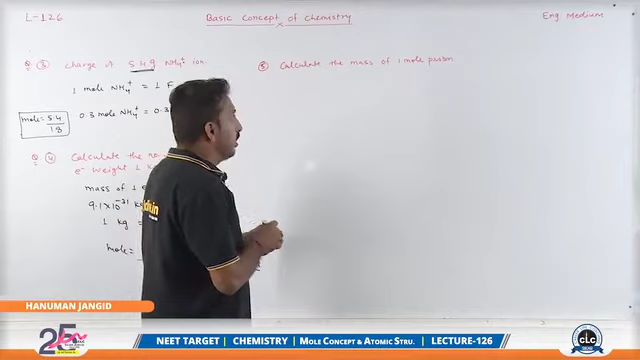 L-126
Basic Concept of Chemistry
Eng Medium
Q. ③ Charge of 5.4 g NH₄⁺ ion.
1 mole NH₄⁺ = 1 F
mole = 5.4/18
0.3 mole NH₄⁺ = 0.3
Q. ④ Calculate the
e⁻ weight 1
mass of 1 e
9.1×10⁻³¹
1 kg =
mole =
⑤ Calculate the mass of 1 mole proton
HANUMAN JANGID
25
NEET TARGET | CHEMISTRY | MOLE CONCEPT & ATOMIC STRU. | LECTURE-126
CLC